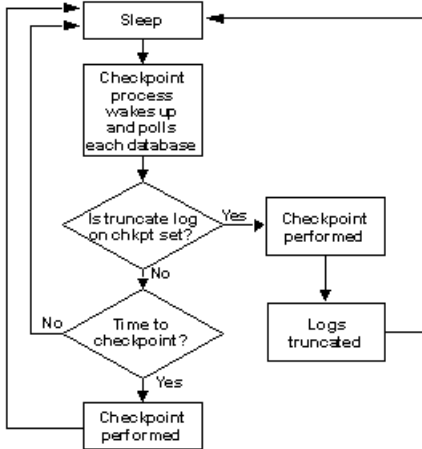 Sleep
Checkpoint
process
wakes up
and polls
each database
Is truncate log
on chkpt set?
Yes
Checkpoint
performed
No
Logs
truncated
No
Time to
checkpoint?
Yes
Checkpoint
performed